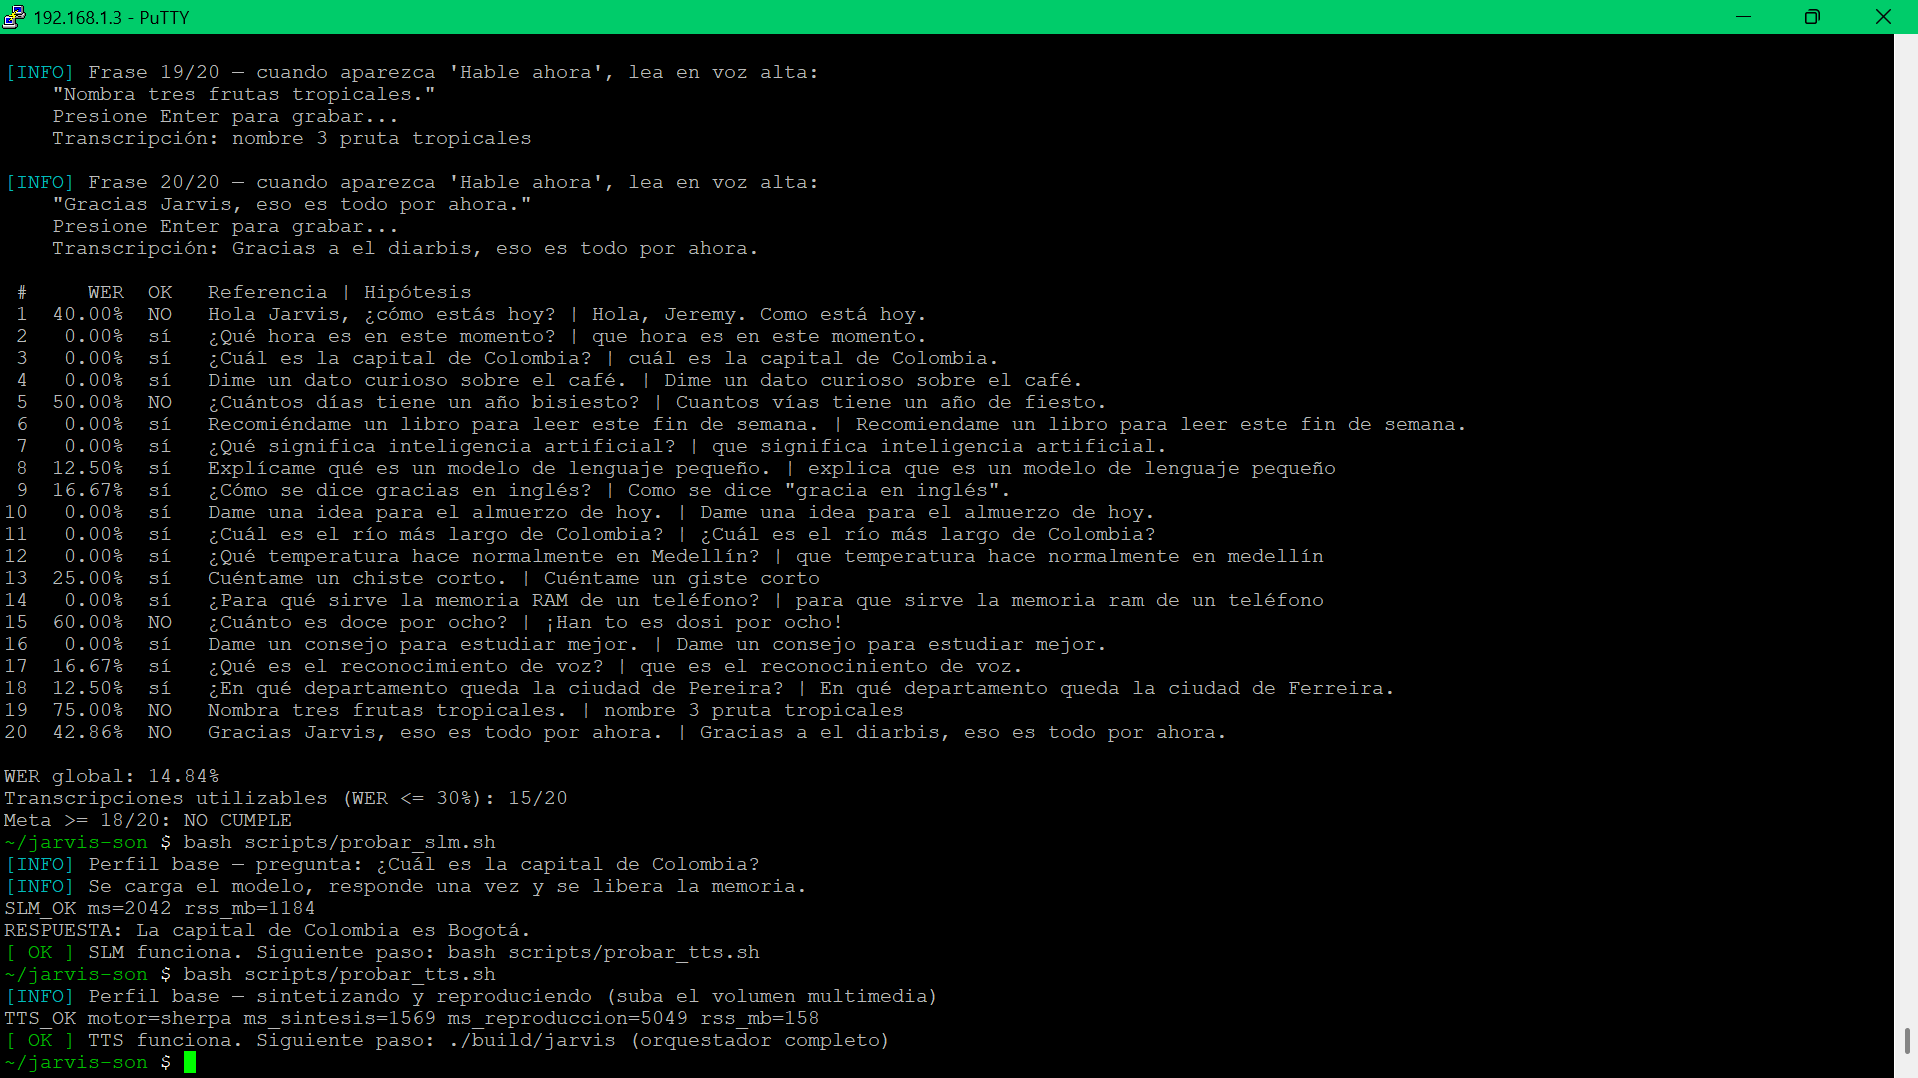 192.168.1.3 - PuTTY
[INFO] Frase 19/20 — cuando aparezca 'Hable ahora', lea en voz alta:
"Nombra tres frutas tropicales."
Presione Enter para grabar...
Transcripción: nombre 3 pruta tropicales
[INFO] Frase 20/20 — cuando aparezca 'Hable ahora', lea en voz alta:
"Gracias Jarvis, eso es todo por ahora."
Presione Enter para grabar...
Transcripción: Gracias a el diarbis, eso es todo por ahora.
# WER OK Referencia | Hipótesis
1 40.00% NO Hola Jarvis, ¿cómo estás hoy? | Hola, Jeremy. Como está hoy.
2 0.00% sí ¿Qué hora es en este momento? | que hora es en este momento.
3 0.00% sí ¿Cuál es la capital de Colombia? | cuál es la capital de Colombia.
4 0.00% sí Dime un dato curioso sobre el café. | Dime un dato curioso sobre el café.
5 50.00% NO ¿Cuántos días tiene un año bisiesto? | Cuantos vías tiene un año de fiesto.
6 0.00% sí Recomiéndame un libro para leer este fin de semana. | Recomiendame un libro para leer este fin de semana.
7 0.00% sí ¿Qué significa inteligencia artificial? | que significa inteligencia artificial.
8 12.50% sí Explícame qué es un modelo de lenguaje pequeño. | explica que es un modelo de lenguaje pequeño
9 16.67% sí ¿Cómo se dice gracias en inglés? | Como se dice "gracia en inglés".
10 0.00% sí Dame una idea para el almuerzo de hoy. | Dame una idea para el almuerzo de hoy.
11 0.00% sí ¿Cuál es el río más largo de Colombia? | ¿Cuál es el río más largo de Colombia?
12 0.00% sí ¿Qué temperatura hace normalmente en Medellín? | que temperatura hace normalmente en medellín
13 25.00% sí Cuéntame un chiste corto. | Cuéntame un giste corto
14 0.00% sí ¿Para qué sirve la memoria RAM de un teléfono? | para que sirve la memoria ram de un teléfono
15 60.00% NO ¿Cuánto es doce por ocho? | ¡Han to es dosi por ocho!
16 0.00% sí Dame un consejo para estudiar mejor. | Dame un consejo para estudiar mejor.
17 16.67% sí ¿Qué es el reconocimiento de voz? | que es el reconociniento de voz.
18 12.50% sí ¿En qué departamento queda la ciudad de Pereira? | En qué departamento queda la ciudad de Ferreira.
19 75.00% NO Nombra tres frutas tropicales. | nombre 3 pruta tropicales
20 42.86% NO Gracias Jarvis, eso es todo por ahora. | Gracias a el diarbis, eso es todo por ahora.
WER global: 14.84%
Transcripciones utilizables (WER <= 30%): 15/20
Meta >= 18/20: NO CUMPLE
~/jarvis-son $ bash scripts/probar_slm.sh
[INFO] Perfil base — pregunta: ¿Cuál es la capital de Colombia?
[INFO] Se carga el modelo, responde una vez y se libera la memoria.
SLM_OK ms=2042 rss_mb=1184
RESPUESTA: La capital de Colombia es Bogotá.
[ OK ] SLM funciona. Siguiente paso: bash scripts/probar_tts.sh
~/jarvis-son $ bash scripts/probar_tts.sh
[INFO] Perfil base — sintetizando y reproduciendo (suba el volumen multimedia)
TTS_OK motor=sherpa ms_sintesis=1569 ms_reproduccion=5049 rss_mb=158
[ OK ] TTS funciona. Siguiente paso: ./build/jarvis (orquestador completo)
~/jarvis-son $